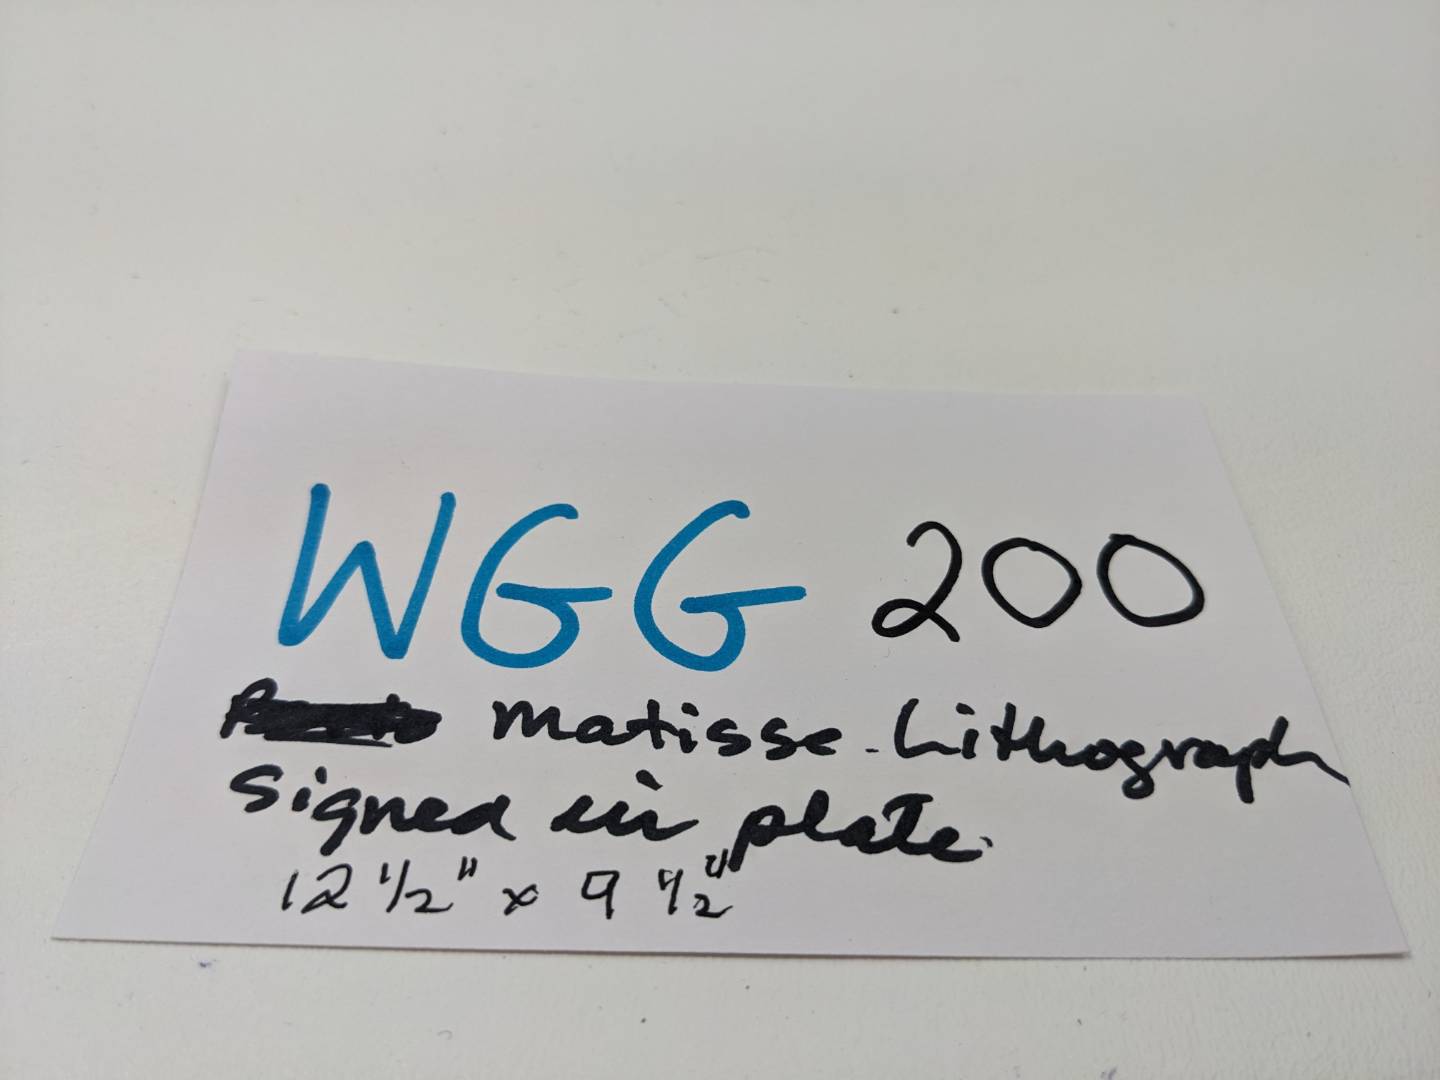 WGG 200
Matisse - Lithograph
Signed in plate.
12 1/2" x 9 1/2"